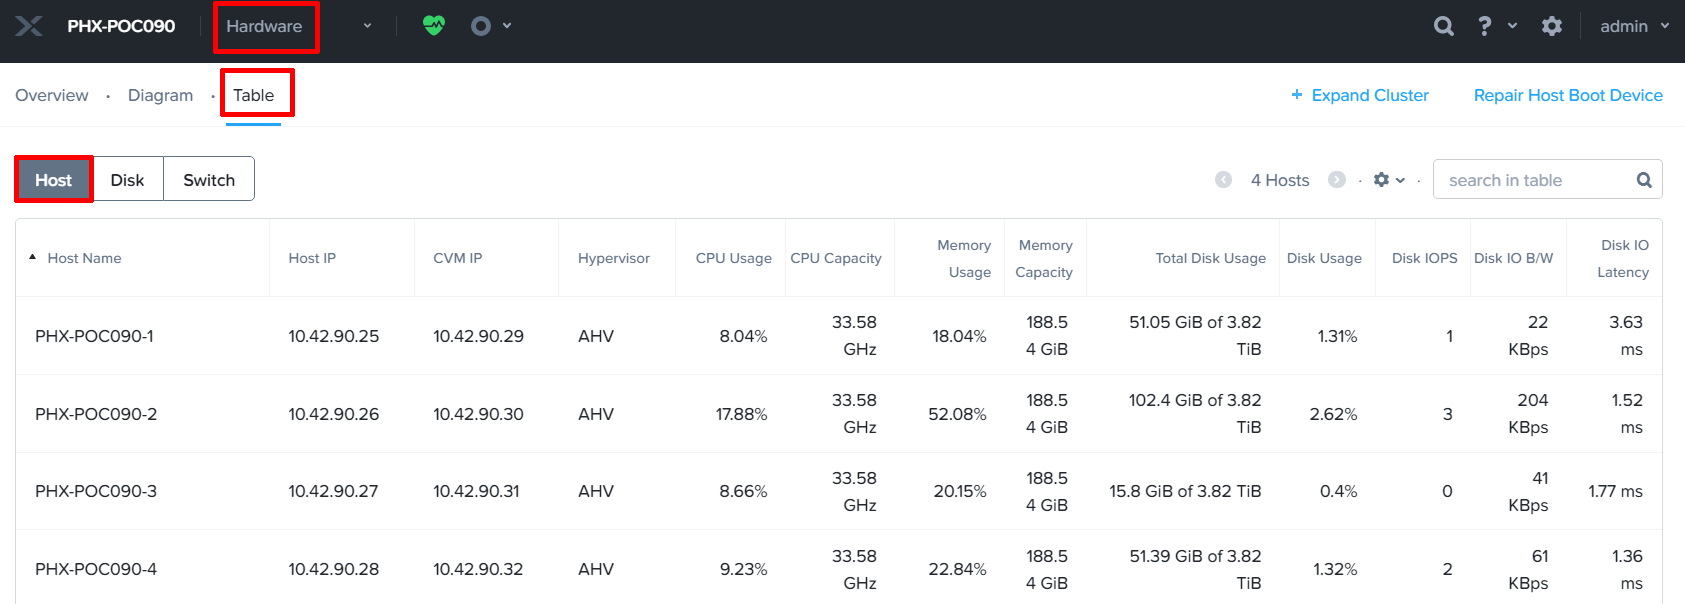 PHX-POC090 Hardware admin
Overview · Diagram · Table + Expand Cluster Repair Host Boot Device
Host Disk Switch 4 Hosts · · search in table
Host Name Host IP CVM IP Hypervisor CPU Usage CPU Capacity Memory Usage Memory Capacity Total Disk Usage Disk Usage Disk IOPS Disk IO B/W Disk IO Latency
PHX-POC090-1 10.42.90.25 10.42.90.29 AHV 8.04% 33.58 GHz 18.04% 188.5 4 GiB 51.05 GiB of 3.82 TiB 1.31% 1 22 KBps 3.63 ms
PHX-POC090-2 10.42.90.26 10.42.90.30 AHV 17.88% 33.58 GHz 52.08% 188.5 4 GiB 102.4 GiB of 3.82 TiB 2.62% 3 204 KBps 1.52 ms
PHX-POC090-3 10.42.90.27 10.42.90.31 AHV 8.66% 33.58 GHz 20.15% 188.5 4 GiB 15.8 GiB of 3.82 TiB 0.4% 0 41 KBps 1.77 ms
PHX-POC090-4 10.42.90.28 10.42.90.32 AHV 9.23% 33.58 GHz 22.84% 188.5 4 GiB 51.39 GiB of 3.82 TiB 1.32% 2 61 KBps 1.36 ms